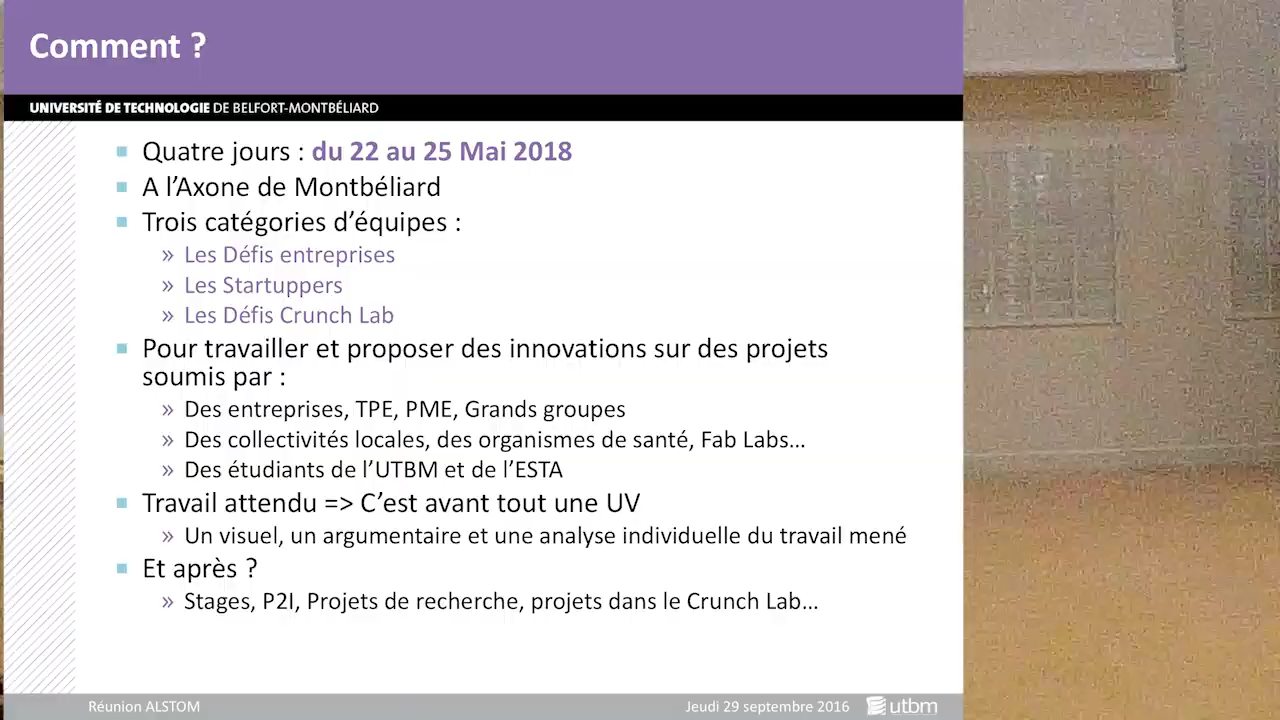 Comment ?
UNIVERSITÉ DE TECHNOLOGIE DE BELFORT-MONTBÉLIARD
Quatre jours : du 22 au 25 Mai 2018
A l’Axone de Montbéliard
Trois catégories d’équipes :
» Les Défis entreprises
» Les Startuppers
» Les Défis Crunch Lab
Pour travailler et proposer des innovations sur des projets
soumis par :
» Des entreprises, TPE, PME, Grands groupes
» Des collectivités locales, des organismes de santé, Fab Labs…
» Des étudiants de l’UTBM et de l’ESTA
Travail attendu => C’est avant tout une UV
» Un visuel, un argumentaire et une analyse individuelle du travail mené
Et après ?
» Stages, P2I, Projets de recherche, projets dans le Crunch Lab…
Réunion ALSTOM
Jeudi 29 septembre 2016
utbm